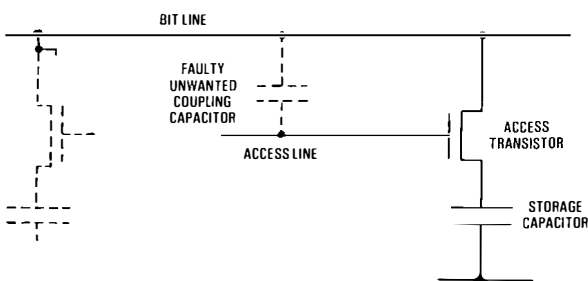 BIT LINE
FAULTY
UNWANTED
COUPLING
CAPACITOR
ACCESS LINE
ACCESS
TRANSISTOR
STORAGE
CAPACITOR